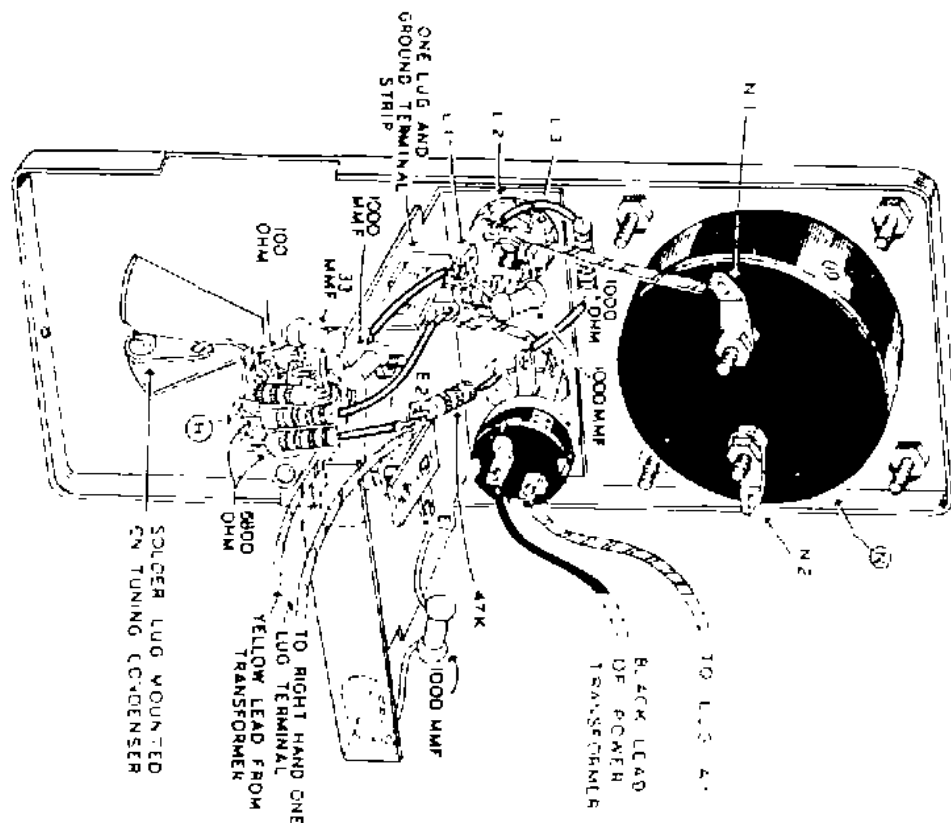 N1
N2
N
TO LUG
BLACK LEAD
OF POWER
TRANSFORMER
L3
L2
L1
1000
OHM
1000 MMF
ONE LUG AND
GROUND TERMINAL
STRIP
47K
1000
MMF
33
MMF
100
OHM
E2
E
1000 MMF
H
OHM
TO RIGHT HAND ONE
LUG TERMINAL
YELLOW LEAD FROM
TRANSFORMER
SOLDER LUG MOUNTED
ON TUNING CONDENSER